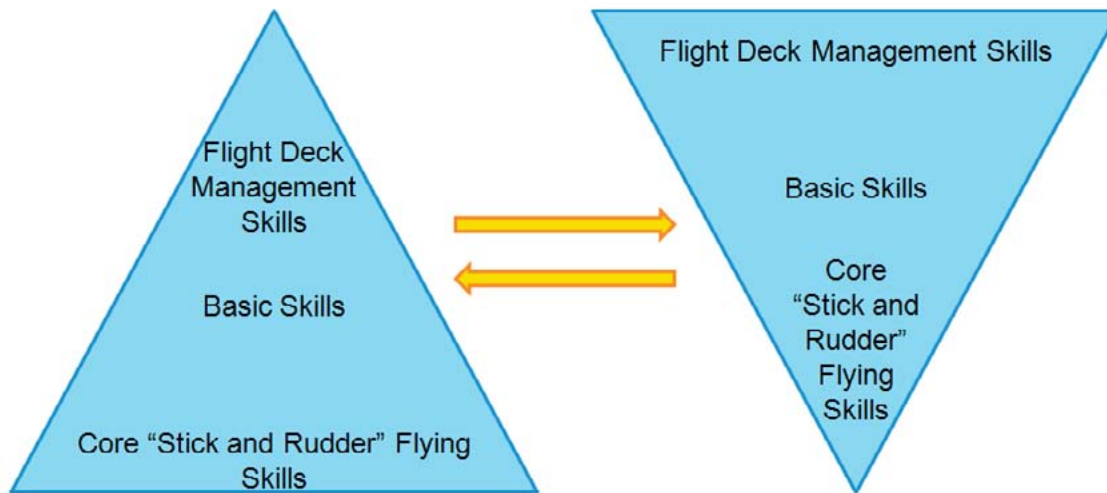 Flight Deck
Management
Skills
Basic Skills
Core “Stick and Rudder” Flying
Skills
Flight Deck Management Skills
Basic Skills
Core
“Stick and
Rudder”
Flying
Skills